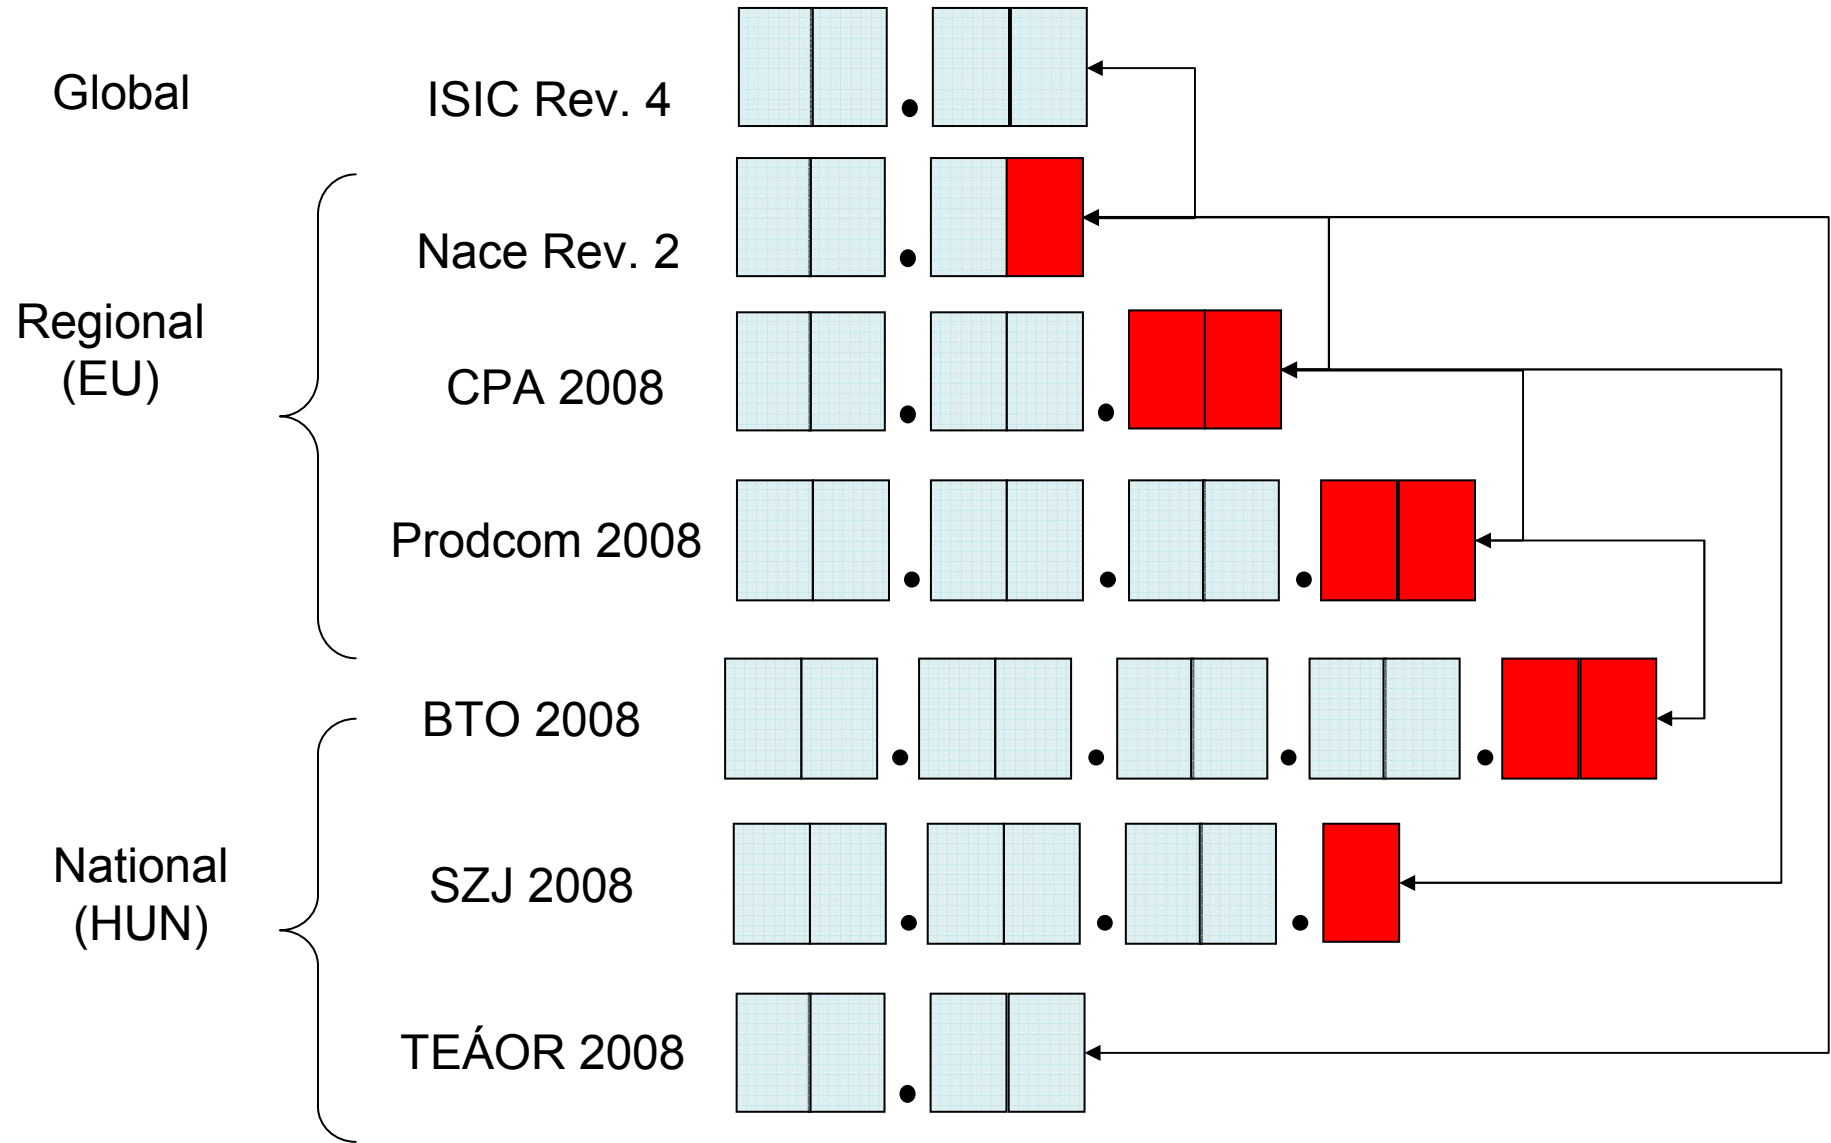 Global
ISIC Rev. 4
Nace Rev. 2
Regional
(EU)
CPA 2008
Prodcom 2008
BTO 2008
National
(HUN)
SZJ 2008
TEÁOR 2008